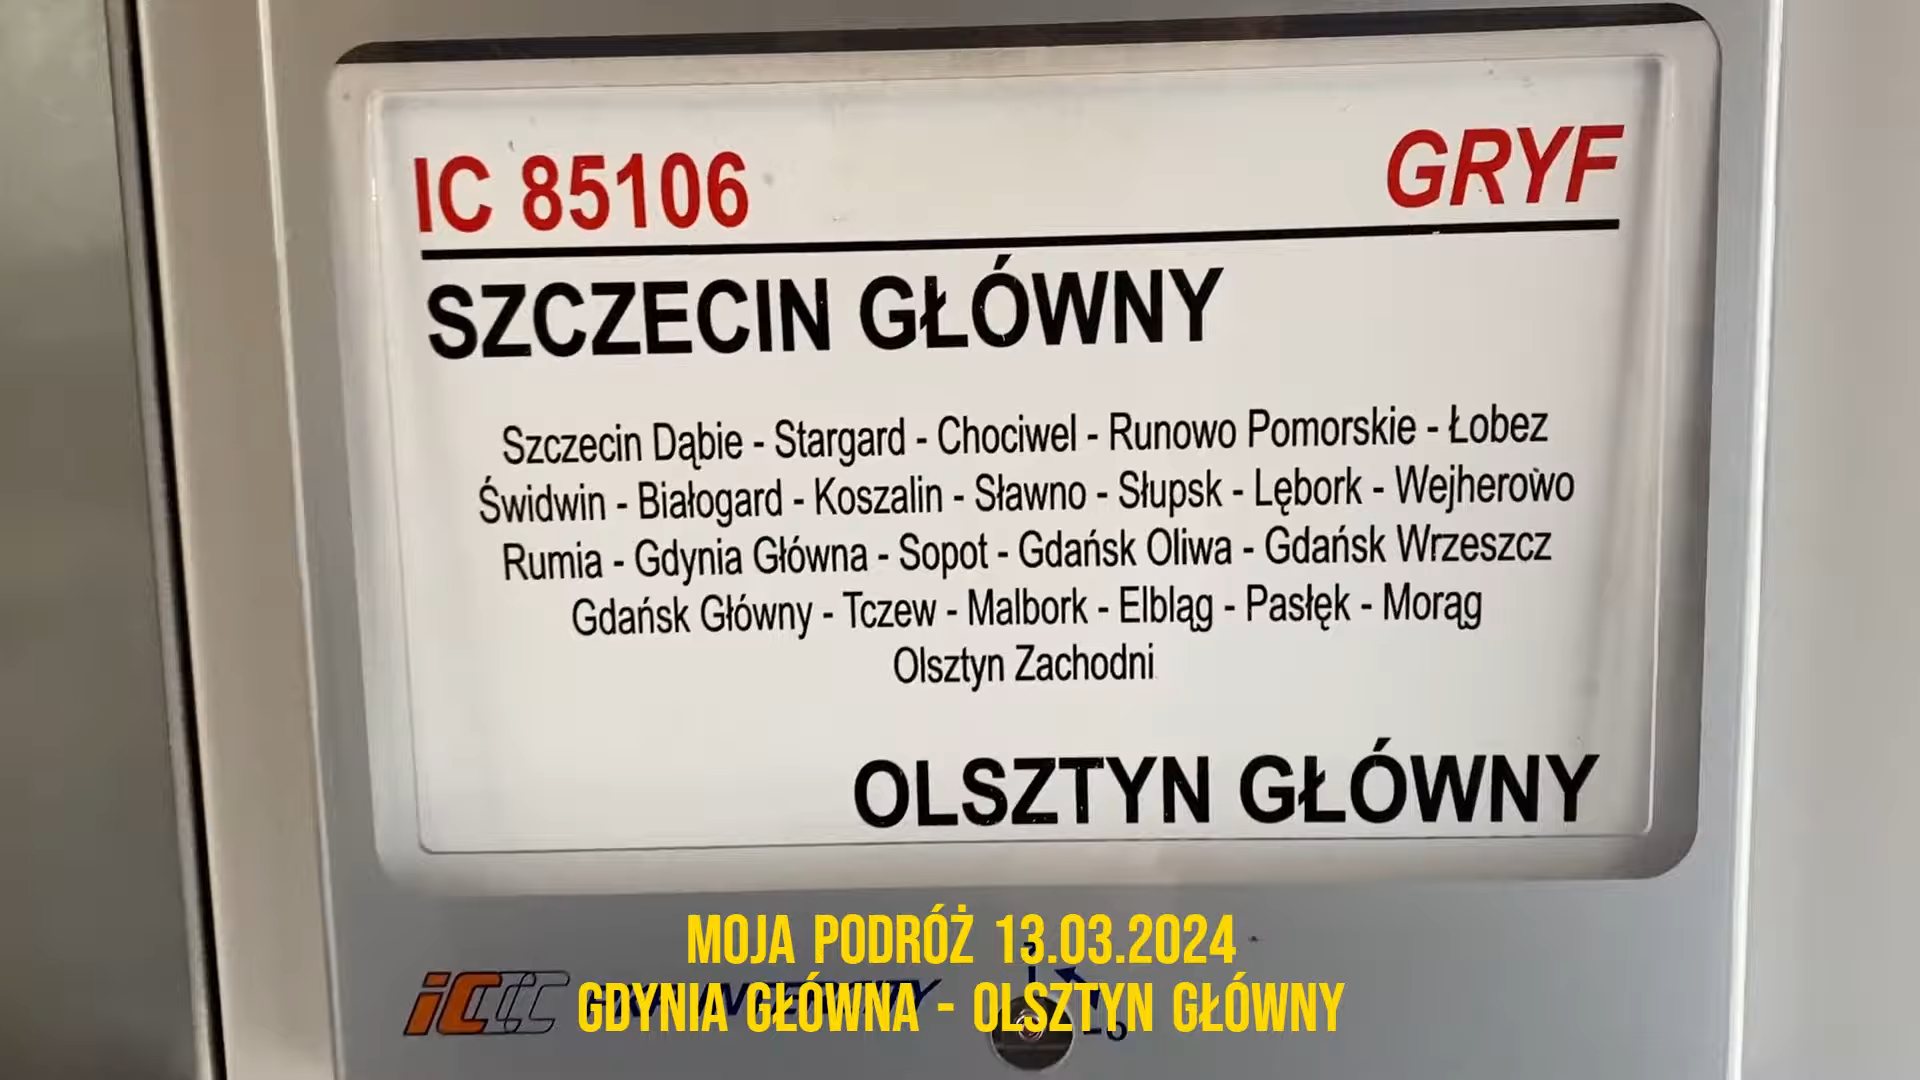 IC 85106 GRYF
SZCZECIN GŁÓWNY
Szczecin Dąbie - Stargard - Chociwel - Runowo Pomorskie - Łobez
Świdwin - Białogard - Koszalin - Sławno - Słupsk - Lębork - Wejherowo
Rumia - Gdynia Główna - Sopot - Gdańsk Oliwa - Gdańsk Wrzeszcz
Gdańsk Główny - Tczew - Malbork - Elbląg - Pasłęk - Morąg
Olsztyn Zachodni
OLSZTYN GŁÓWNY
MOJA PODRÓŻ 13.03.2024
GDYNIA GŁÓWNA - OLSZTYN GŁÓWNY